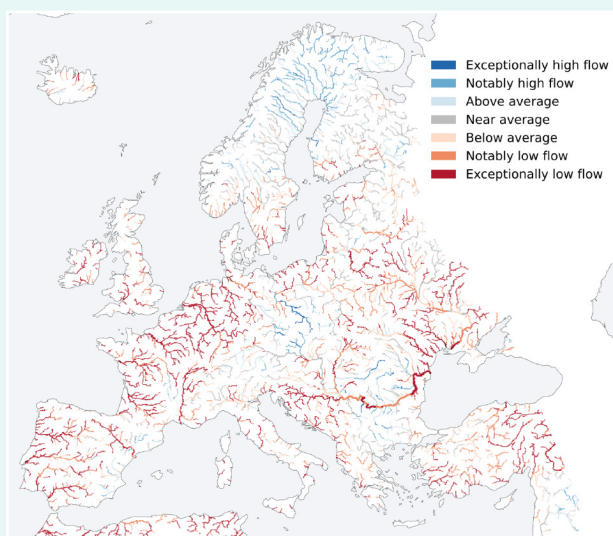 Exceptionally high flow
Notably high flow
Above average
Near average
Below average
Notably low flow
Exceptionally low flow